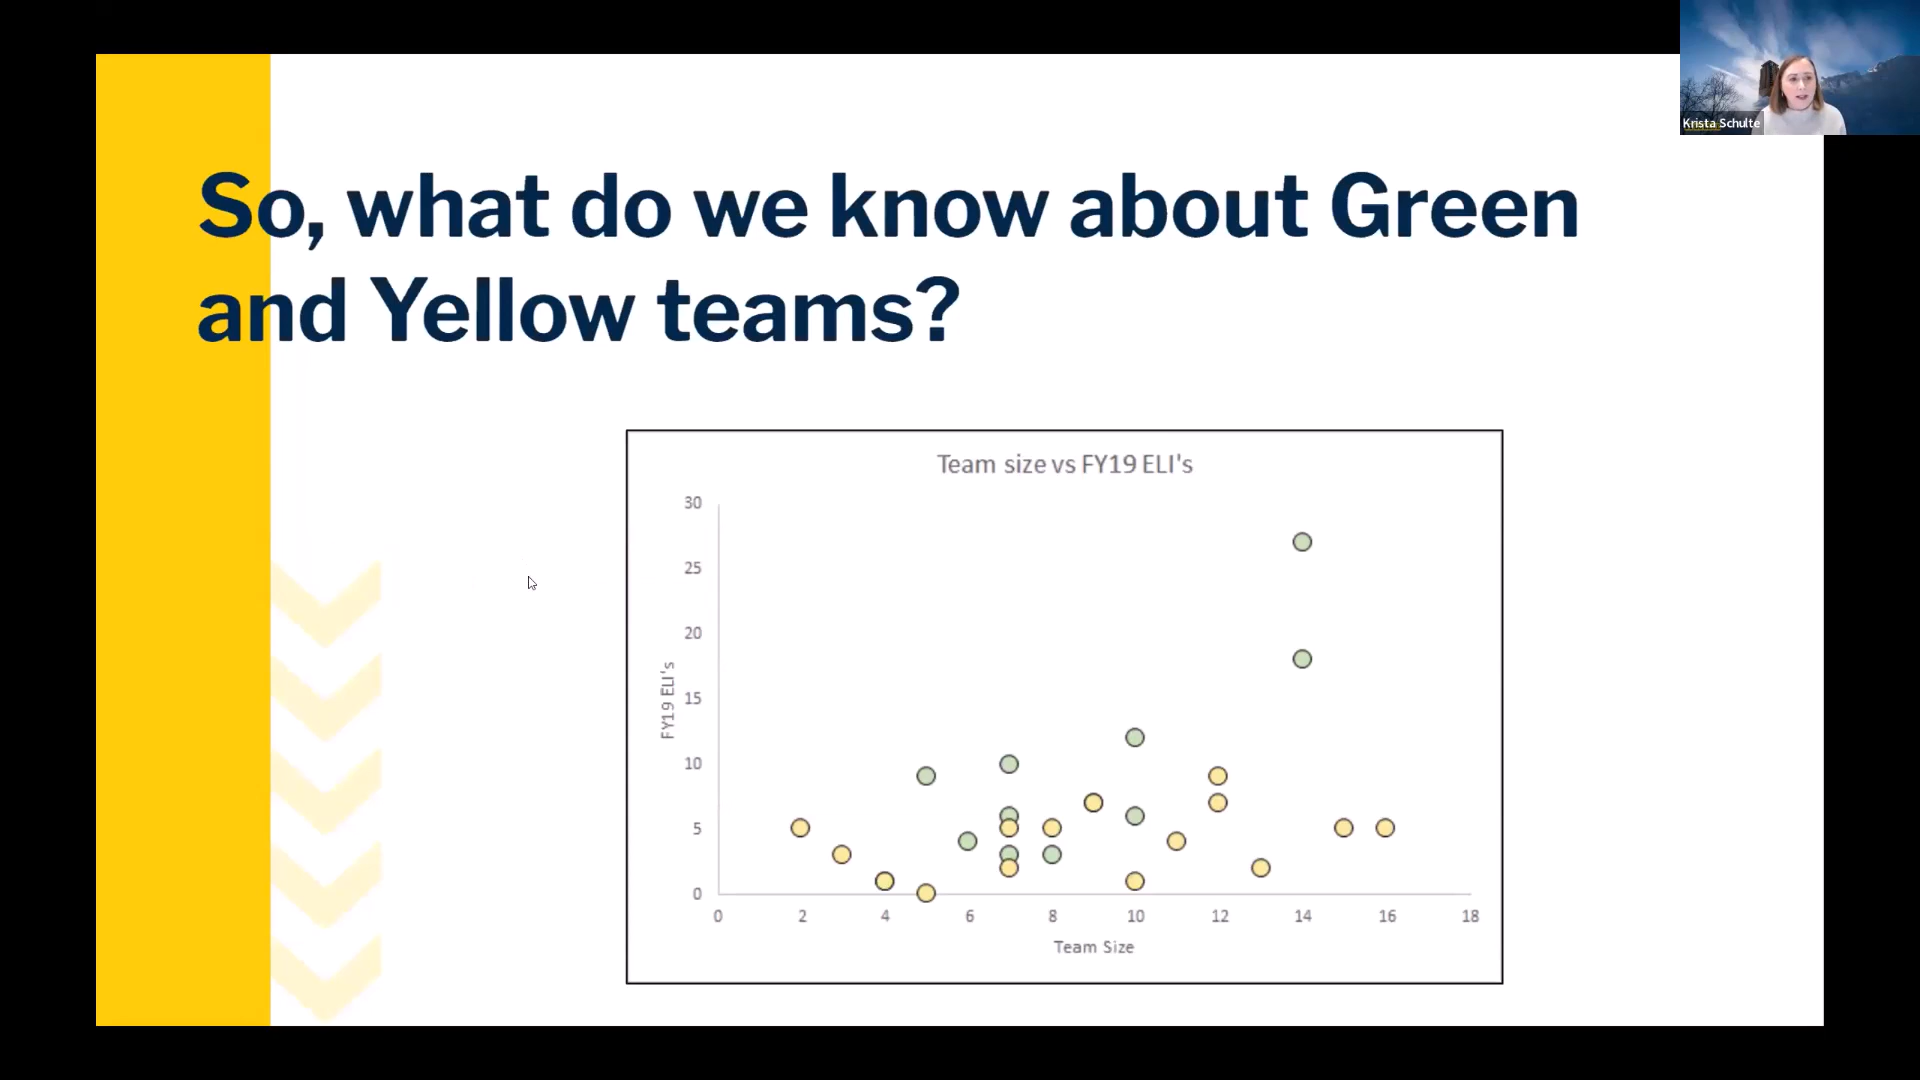 Krista Schulte
So, what do we know about Green
and Yellow teams?
Team size vs FY19 ELI's
30
25
20
15
10
5
0
FY19 ELI's
0 2 4 6 8 10 12 14 16 18
Team Size